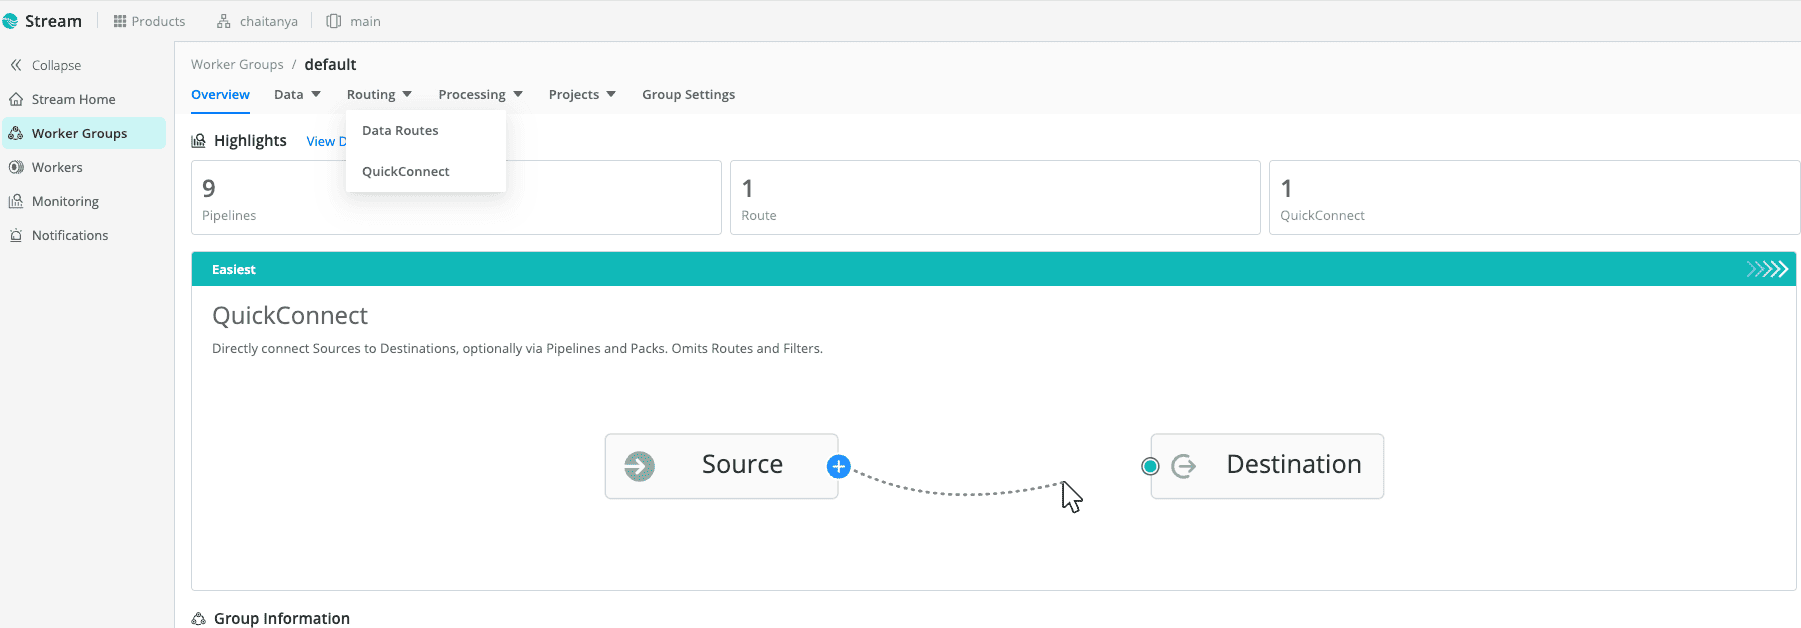 Stream Products chaitanya main
Collapse
Stream Home
Worker Groups
Workers
Monitoring
Notifications
Worker Groups / default
Overview Data Routing Processing Projects Group Settings
Data Routes
QuickConnect
Highlights View D
9
Pipelines
1
Route
1
QuickConnect
Easiest
QuickConnect
Directly connect Sources to Destinations, optionally via Pipelines and Packs. Omits Routes and Filters.
Source
Destination
Group Information